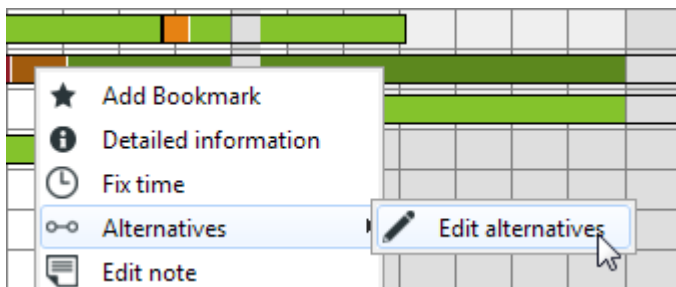 Add Bookmark
Detailed information
Fix time
Alternatives
Edit alternatives
Edit note